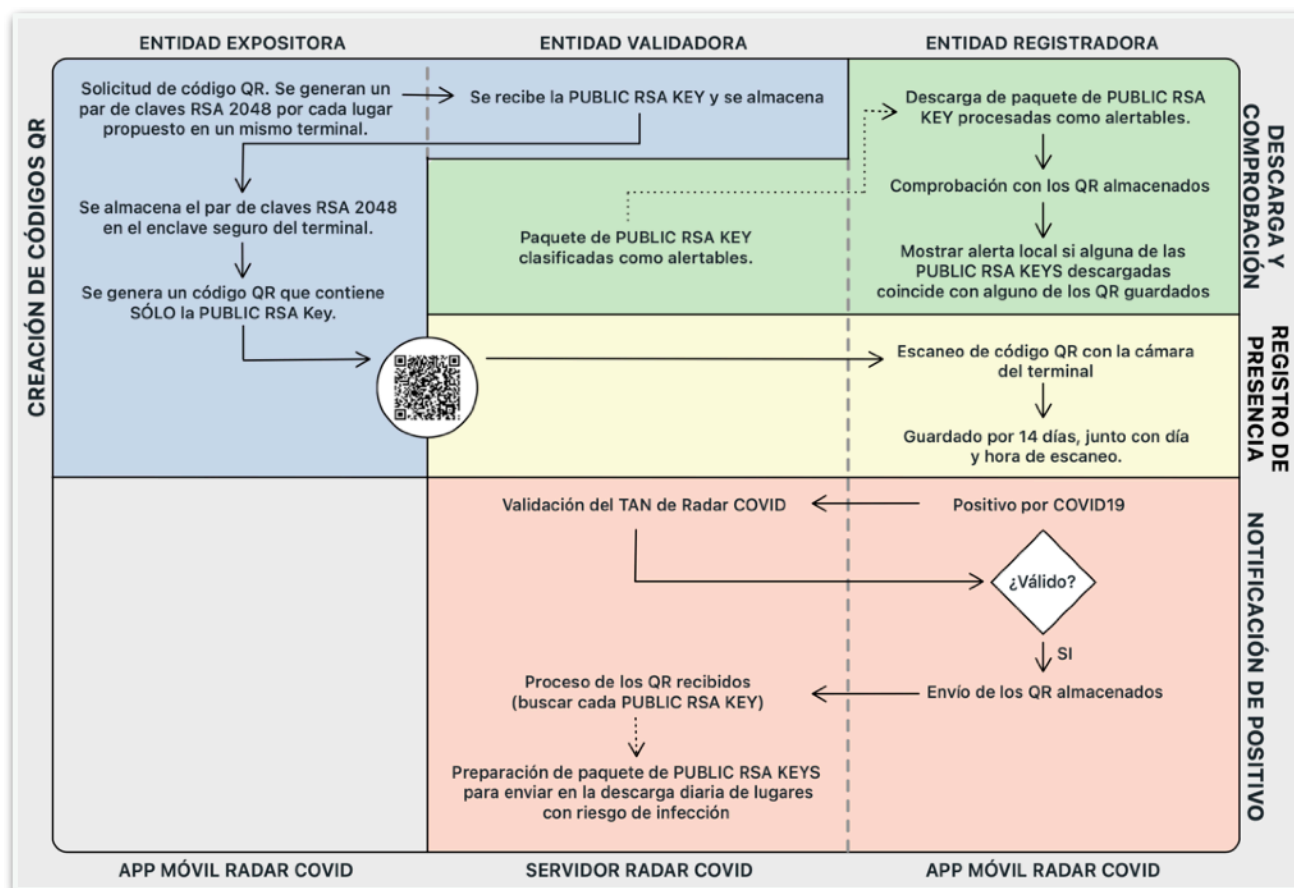 ENTIDAD EXPOSITORA
ENTIDAD VALIDADORA
ENTIDAD REGISTRADORA
CREACIÓN DE CÓDIGOS QR
Solicitud de código QR. Se generan un
par de claves RSA 2048 por cada lugar
propuesto en un mismo terminal.
Se recibe la PUBLIC RSA KEY y se almacena
Se almacena el par de claves RSA 2048
en el enclave seguro del terminal.
Se genera un código QR que contiene
SÓLO la PUBLIC RSA Key.
Paquete de PUBLIC RSA KEY
clasificadas como alertables.
Descarga de paquete de PUBLIC RSA
KEY procesadas como alertables.
Comprobación con los QR almacenados
Mostrar alerta local si alguna de las
PUBLIC RSA KEYS descargadas
coincide con alguno de los QR guardados
DESCARGA Y
COMPROBACIÓN
Escaneo de código QR con la cámara
del terminal
Guardado por 14 días, junto con día
y hora de escaneo.
REGISTRO DE
PRESENCIA
Validación del TAN de Radar COVID
Positivo por COVID19
¿Válido?
SI
Proceso de los QR recibidos
(buscar cada PUBLIC RSA KEY)
Envío de los QR almacenados
Preparación de paquete de PUBLIC RSA KEYS
para enviar en la descarga diaria de lugares
con riesgo de infección
NOTIFICACIÓN DE POSITIVO
APP MÓVIL RADAR COVID
SERVIDOR RADAR COVID
APP MÓVIL RADAR COVID